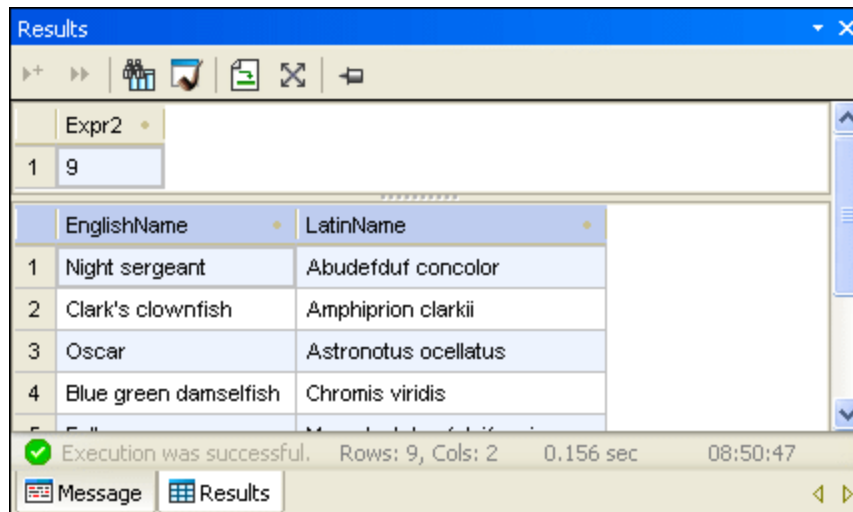 Results
Expr2
1 9
EnglishName LatinName
1 Night sergeant Abudefduf concolor
2 Clark's clownfish Amphiprion clarkii
3 Oscar Astronotus ocellatus
4 Blue green damselfish Chromis viridis
Execution was successful. Rows: 9, Cols: 2 0.156 sec 08:50:47
Message Results